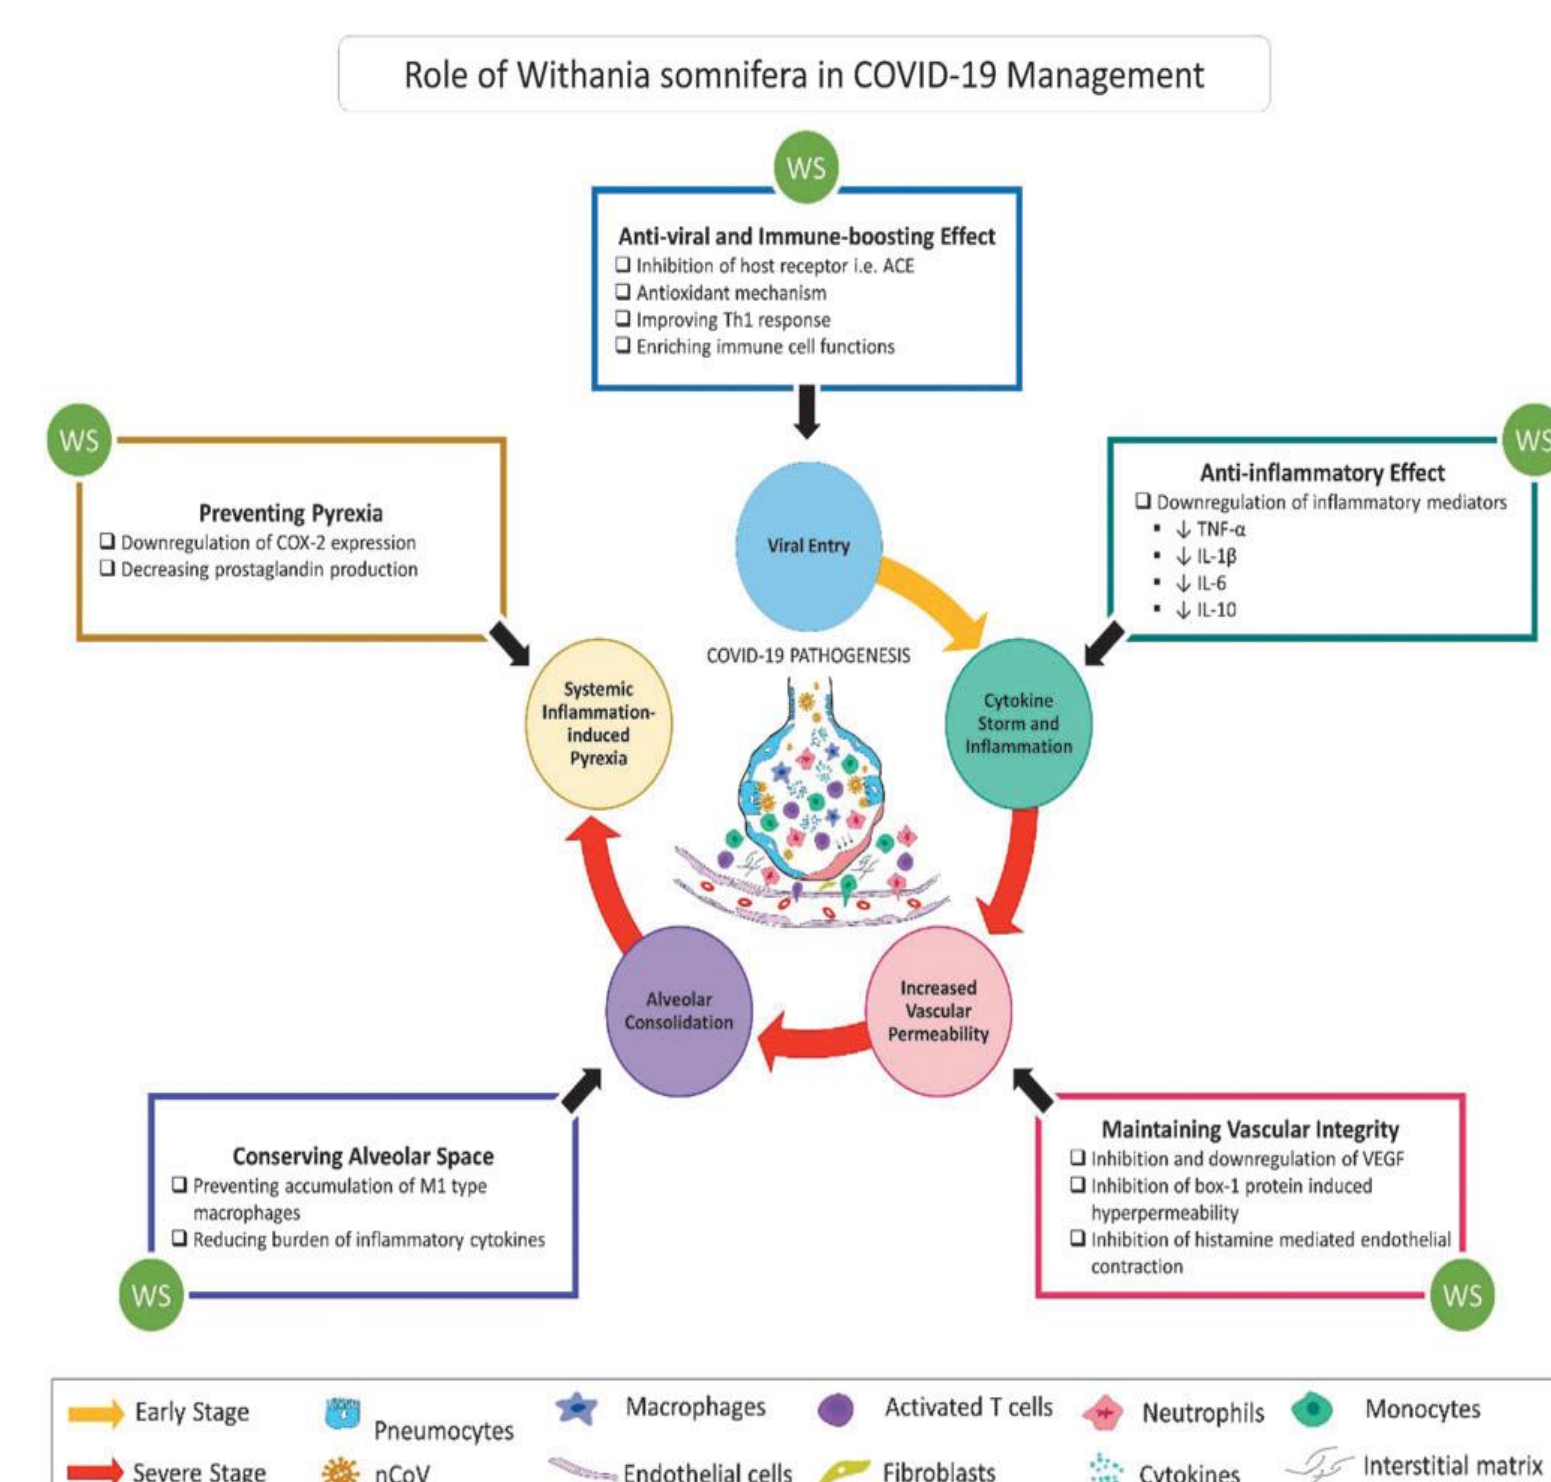 Role of Withania somnifera in COVID-19 Management
WS
Anti-viral and Immune-boosting Effect
❑ Inhibition of host receptor i.e. ACE
❑ Antioxidant mechanism
❑ Improving Th1 response
❑ Enriching immune cell functions
WS
Preventing Pyrexia
❑ Downregulation of COX-2 expression
❑ Decreasing prostaglandin production
WS
Anti-inflammatory Effect
❑ Downregulation of inflammatory mediators
▪ ↓ TNF-α
▪ ↓ IL-1β
▪ ↓ IL-6
▪ ↓ IL-10
Viral Entry
COVID-19 PATHOGENESIS
Systemic
Inflammation-
induced
Pyrexia
Cytokine
Storm and
Inflammation
Alveolar
Consolidation
Increased
Vascular
Permeability
Conserving Alveolar Space
❑ Preventing accumulation of M1 type
macrophages
❑ Reducing burden of inflammatory cytokines
WS
Maintaining Vascular Integrity
❑ Inhibition and downregulation of VEGF
❑ Inhibition of box-1 protein induced
hyperpermeability
❑ Inhibition of histamine mediated endothelial
contraction
WS
Early Stage
Pneumocytes
Macrophages
Activated T cells
Neutrophils
Monocytes
Severe Stage
nCoV
Endothelial cells
Fibroblasts
Cytokines
Interstitial matrix